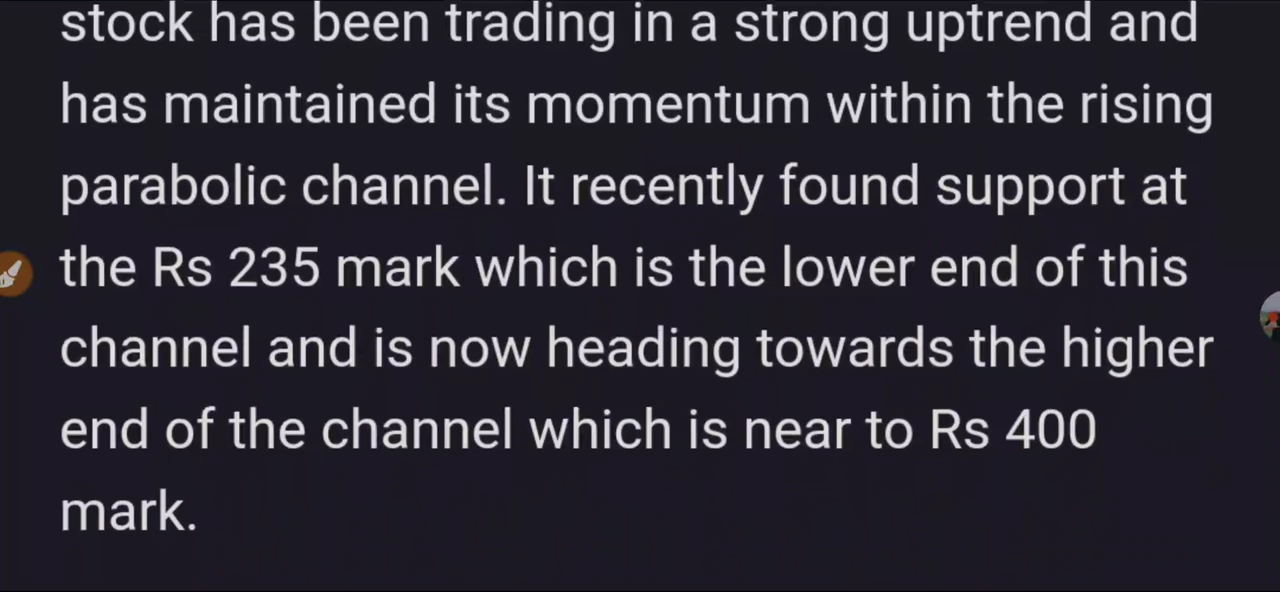 stock has been trading in a strong uptrend and
has maintained its momentum within the rising
parabolic channel. It recently found support at
the Rs 235 mark which is the lower end of this
channel and is now heading towards the higher
end of the channel which is near to Rs 400
mark.